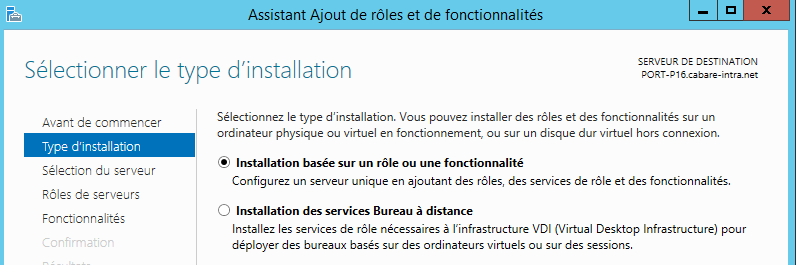 Assistant Ajout de rôles et de fonctionnalités
Sélectionner le type d'installation
SERVEUR DE DESTINATION
PORT-P16.cabare-intra.net
Avant de commencer
Type d'installation
Sélection du serveur
Rôles de serveurs
Fonctionnalités
Confirmation
Résultats
Sélectionnez le type d'installation. Vous pouvez installer des rôles et des fonctionnalités sur un
ordinateur physique ou virtuel en fonctionnement, ou sur un disque dur virtuel hors connexion.
Installation basée sur un rôle ou une fonctionnalité
Configurez un serveur unique en ajoutant des rôles, des services de rôle et des fonctionnalités.
Installation des services Bureau à distance
Installez les services de rôle nécessaires à l'infrastructure VDI (Virtual Desktop Infrastructure) pour
déployer des bureaux basés sur des ordinateurs virtuels ou sur des sessions.